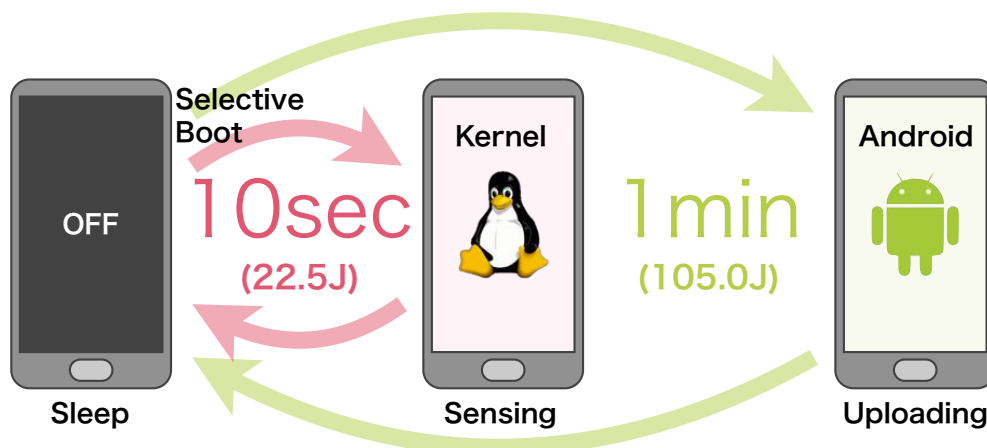 Selective
Boot
OFF
10sec
(22.5J)
Kernel
1min
(105.0J)
Android
Sleep
Sensing
Uploading